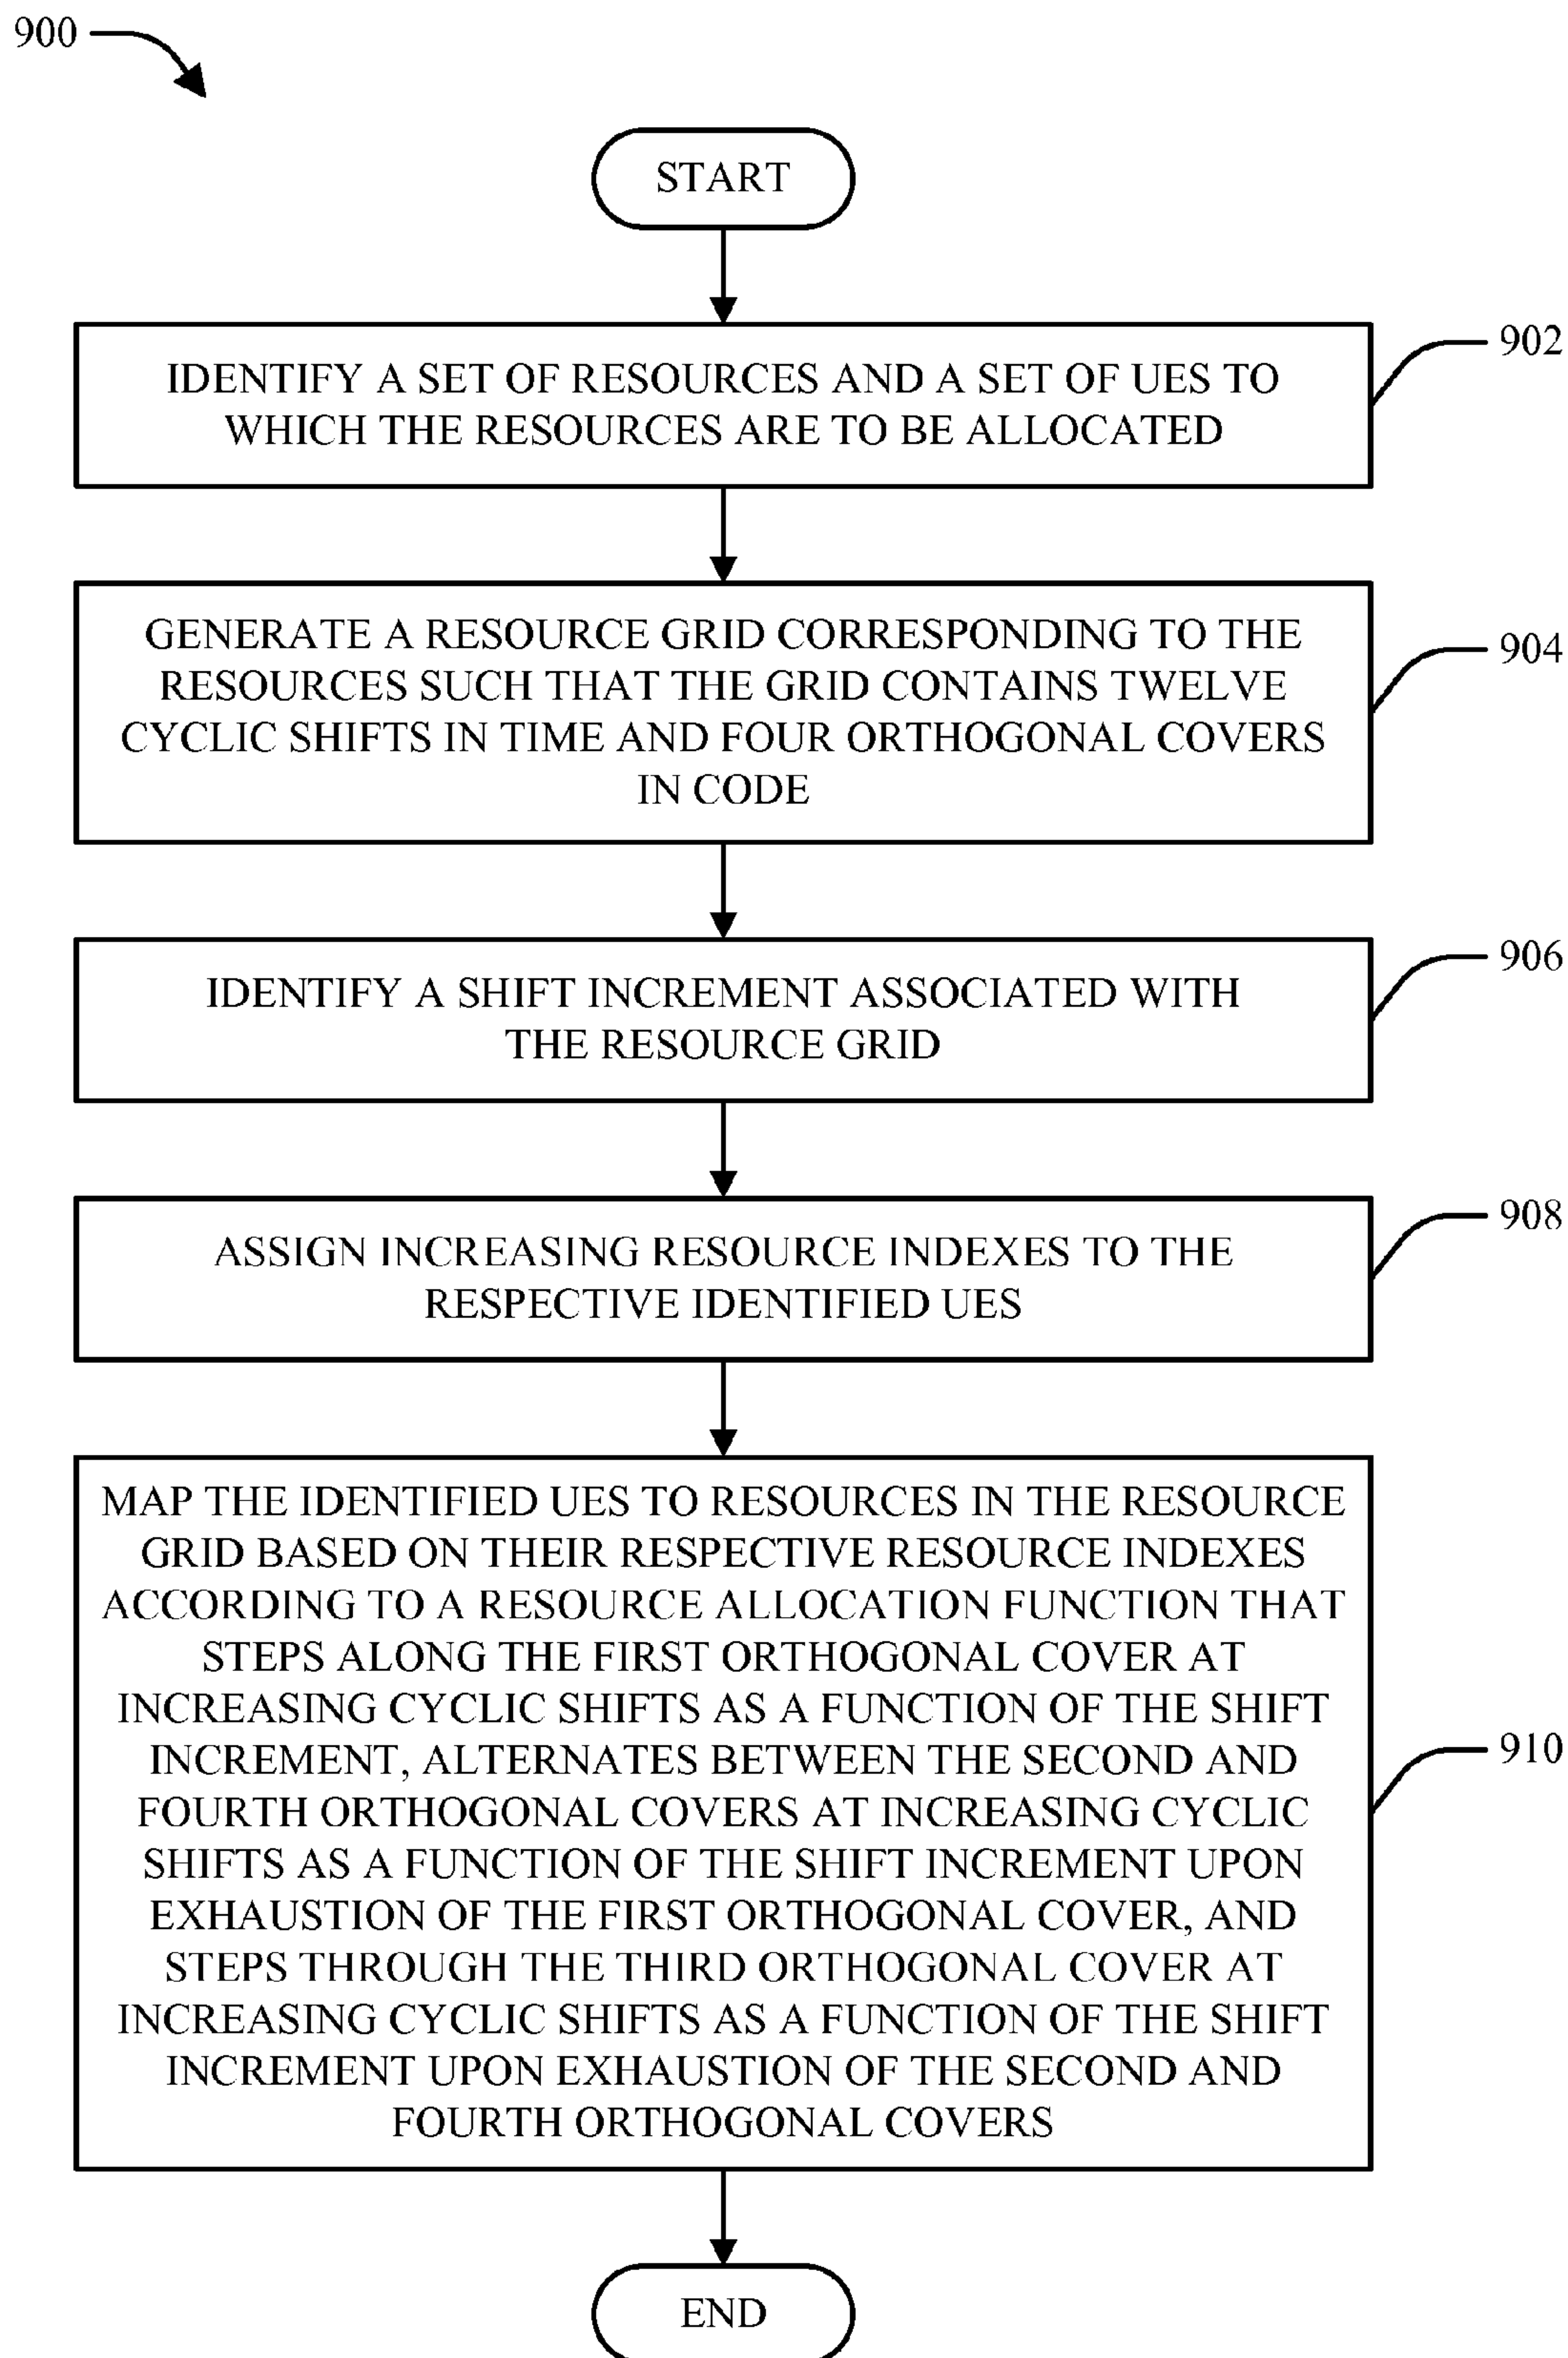 900
START
IDENTIFY A SET OF RESOURCES AND A SET OF UES TO
WHICH THE RESOURCES ARE TO BE ALLOCATED
902
GENERATE A RESOURCE GRID CORRESPONDING TO THE
RESOURCES SUCH THAT THE GRID CONTAINS TWELVE
CYCLIC SHIFTS IN TIME AND FOUR ORTHOGONAL COVERS
IN CODE
904
IDENTIFY A SHIFT INCREMENT ASSOCIATED WITH
THE RESOURCE GRID
906
ASSIGN INCREASING RESOURCE INDEXES TO THE
RESPECTIVE IDENTIFIED UES
908
MAP THE IDENTIFIED UES TO RESOURCES IN THE RESOURCE
GRID BASED ON THEIR RESPECTIVE RESOURCE INDEXES
ACCORDING TO A RESOURCE ALLOCATION FUNCTION THAT
STEPS ALONG THE FIRST ORTHOGONAL COVER AT
INCREASING CYCLIC SHIFTS AS A FUNCTION OF THE SHIFT
INCREMENT, ALTERNATES BETWEEN THE SECOND AND
FOURTH ORTHOGONAL COVERS AT INCREASING CYCLIC
SHIFTS AS A FUNCTION OF THE SHIFT INCREMENT UPON
EXHAUSTION OF THE FIRST ORTHOGONAL COVER, AND
STEPS THROUGH THE THIRD ORTHOGONAL COVER AT
INCREASING CYCLIC SHIFTS AS A FUNCTION OF THE SHIFT
INCREMENT UPON EXHAUSTION OF THE SECOND AND
FOURTH ORTHOGONAL COVERS
910
END